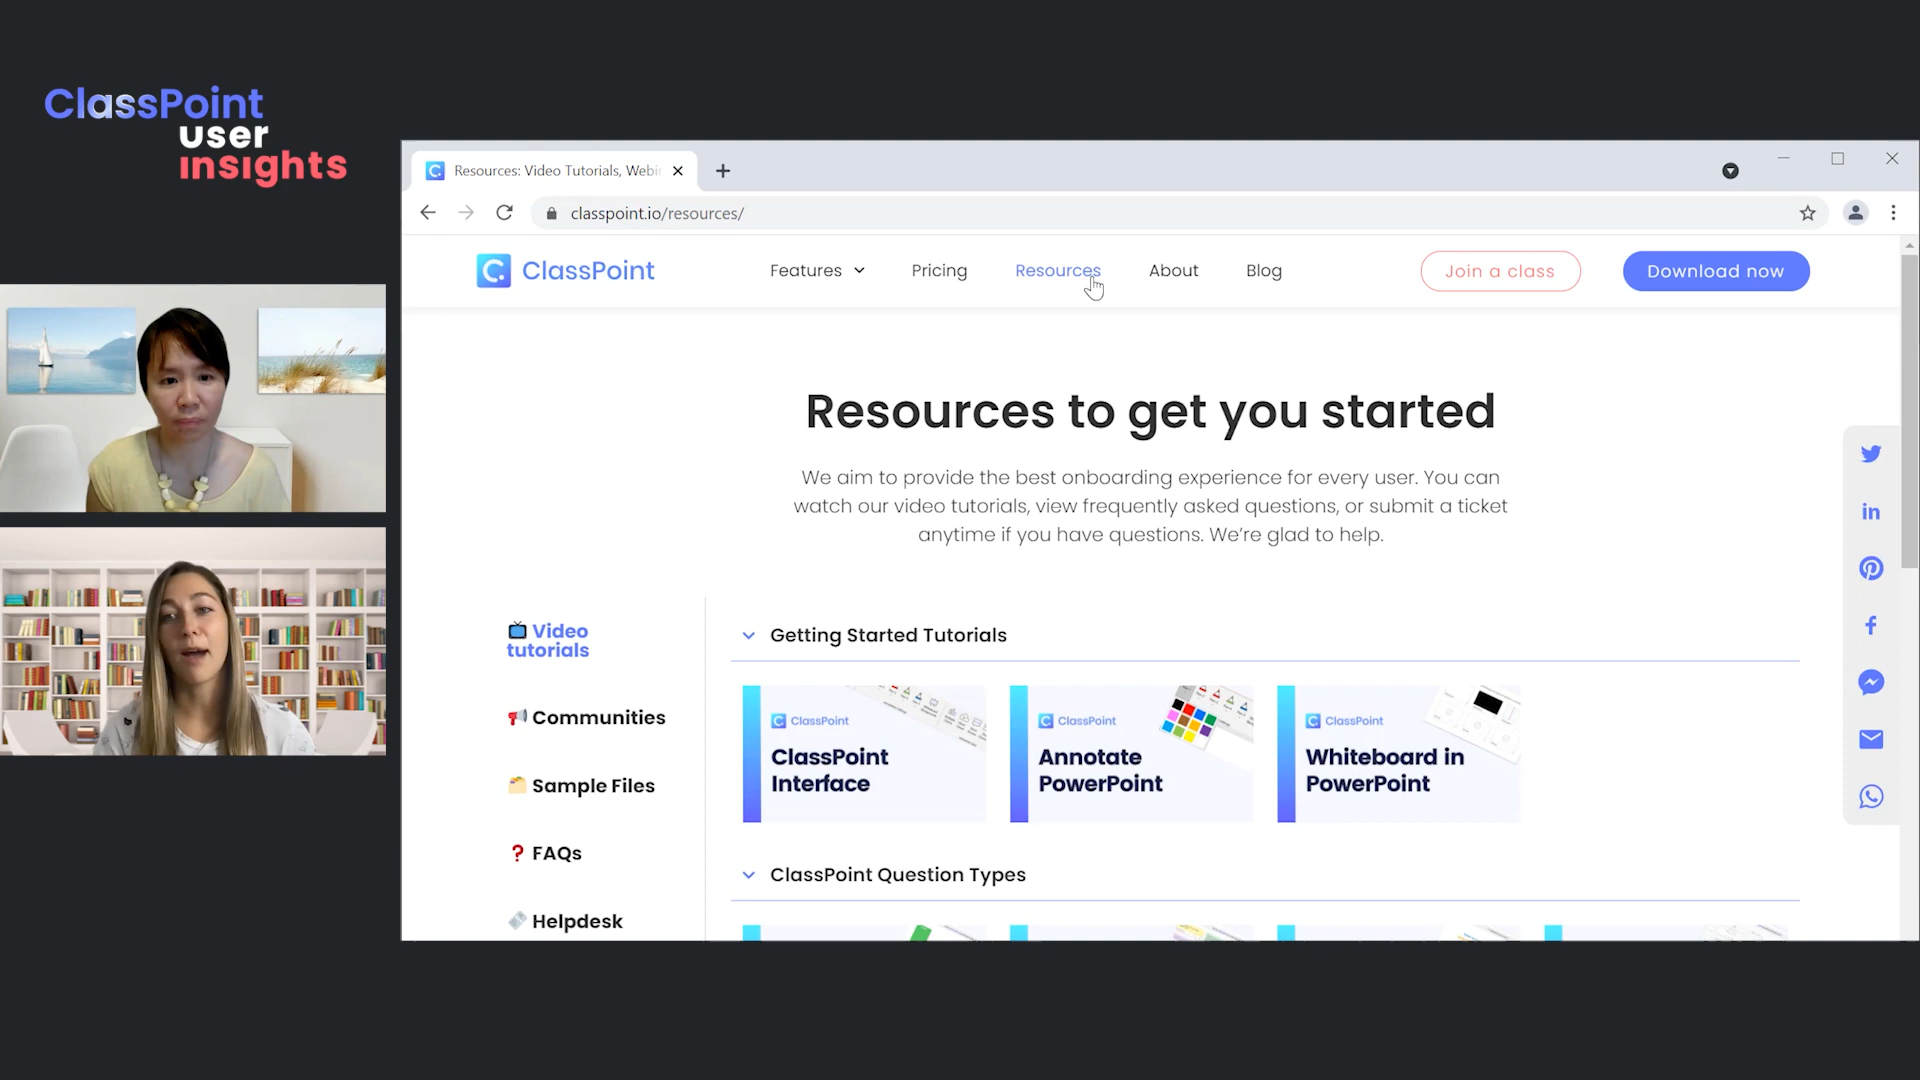 ClassPoint
user
insights
Resources: Video Tutorials, Webi
classpoint.io/resources/
ClassPoint
Features
Pricing
Resources
About
Blog
Join a class
Download now
Resources to get you started
We aim to provide the best onboarding experience for every user. You can
watch our video tutorials, view frequently asked questions, or submit a ticket
anytime if you have questions. We’re glad to help.
Video
tutorials
Communities
Sample Files
FAQs
Helpdesk
Getting Started Tutorials
ClassPoint
ClassPoint
Interface
ClassPoint
Annotate
PowerPoint
ClassPoint
Whiteboard in
PowerPoint
ClassPoint Question Types